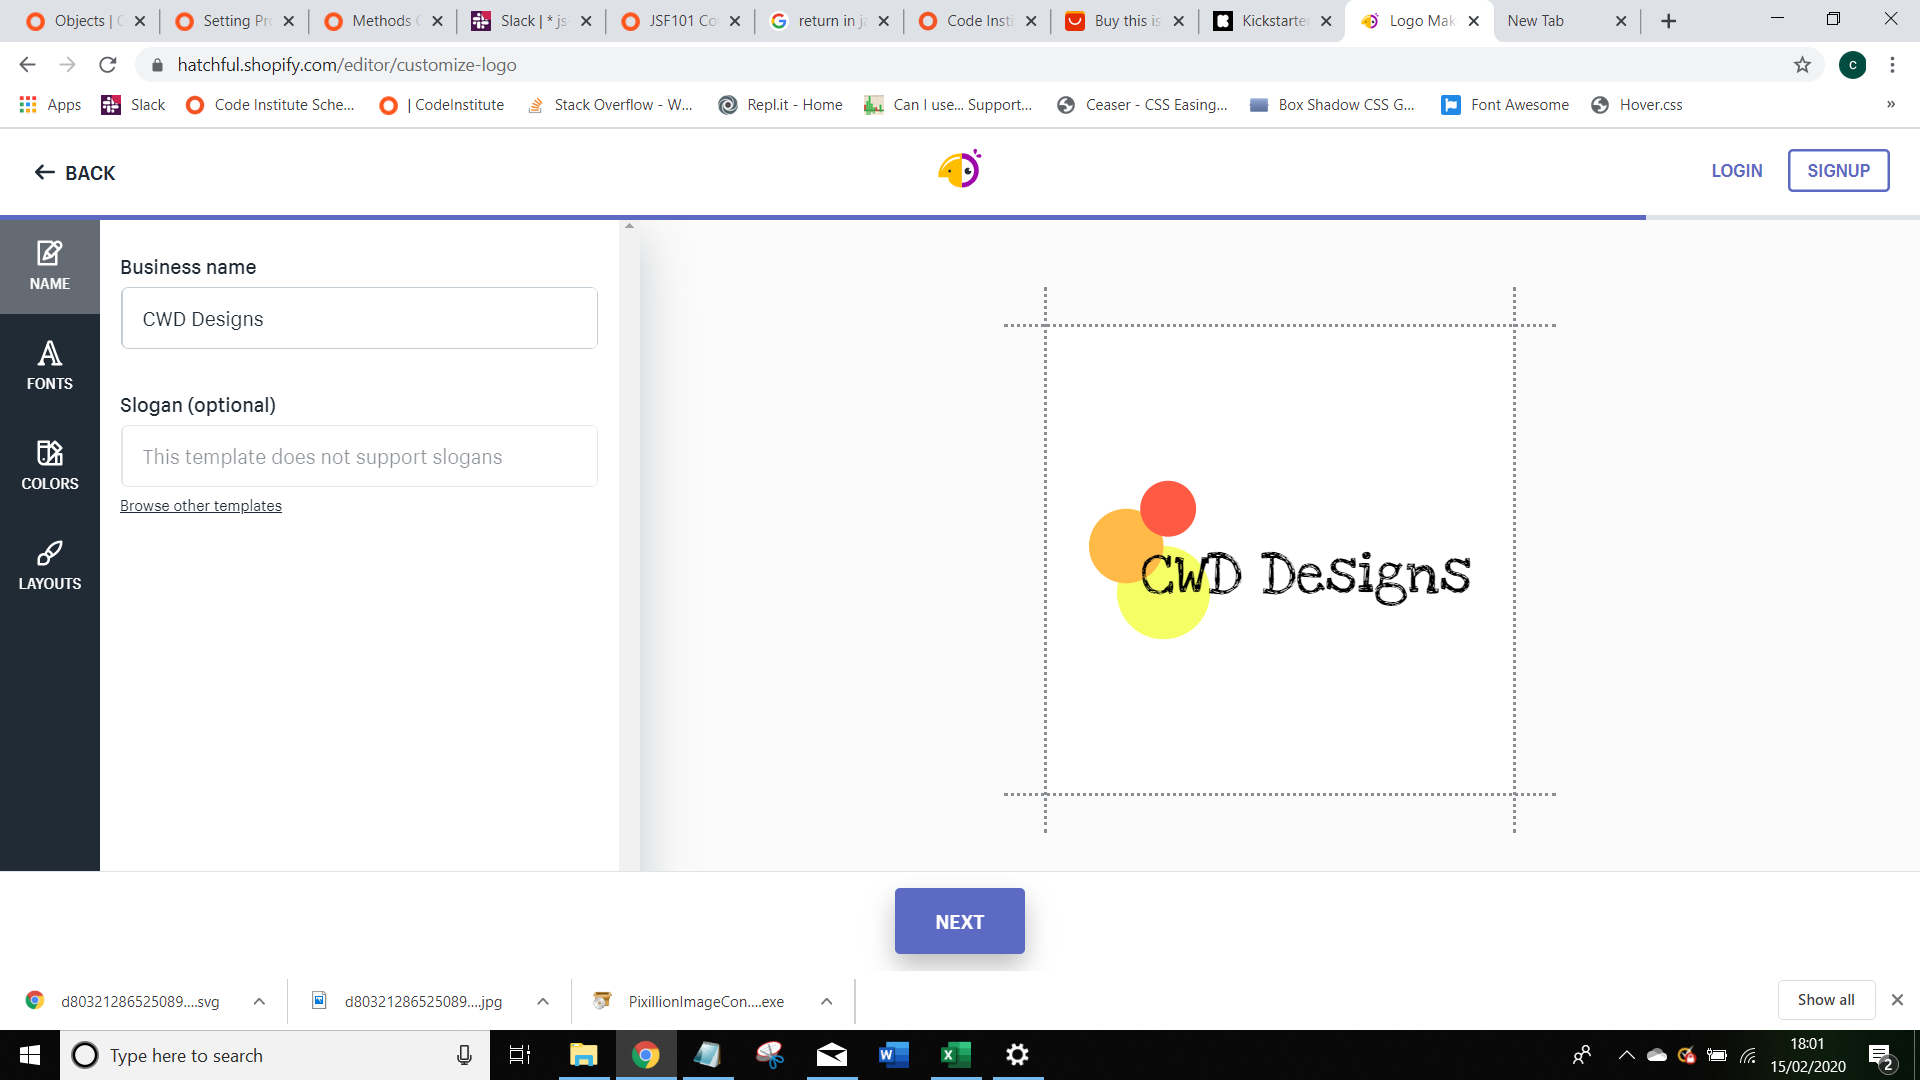 Objects | C Setting Pr Methods C Slack | * js JSF101 Co return in ja Code Insti Buy this is Kickstarter Logo Mak New Tab
hatchful.shopify.com/editor/customize-logo c
Apps Slack Code Institute Sche... | CodeInstitute Stack Overflow - W... Repl.it - Home Can I use... Support... Ceaser - CSS Easing,... Box Shadow CSS G... Font Awesome Hover.css »
BACK LOGIN SIGNUP
NAME
FONTS
COLORS
LAYOUTS
Business name
CWD Designs
Slogan (optional)
This template does not support slogans
Browse other templates
CWD Designs
NEXT
d80321286525089....svg d80321286525089....jpg PixillionImageCon....exe Show all
Type here to search
18:01
15/02/2020
2